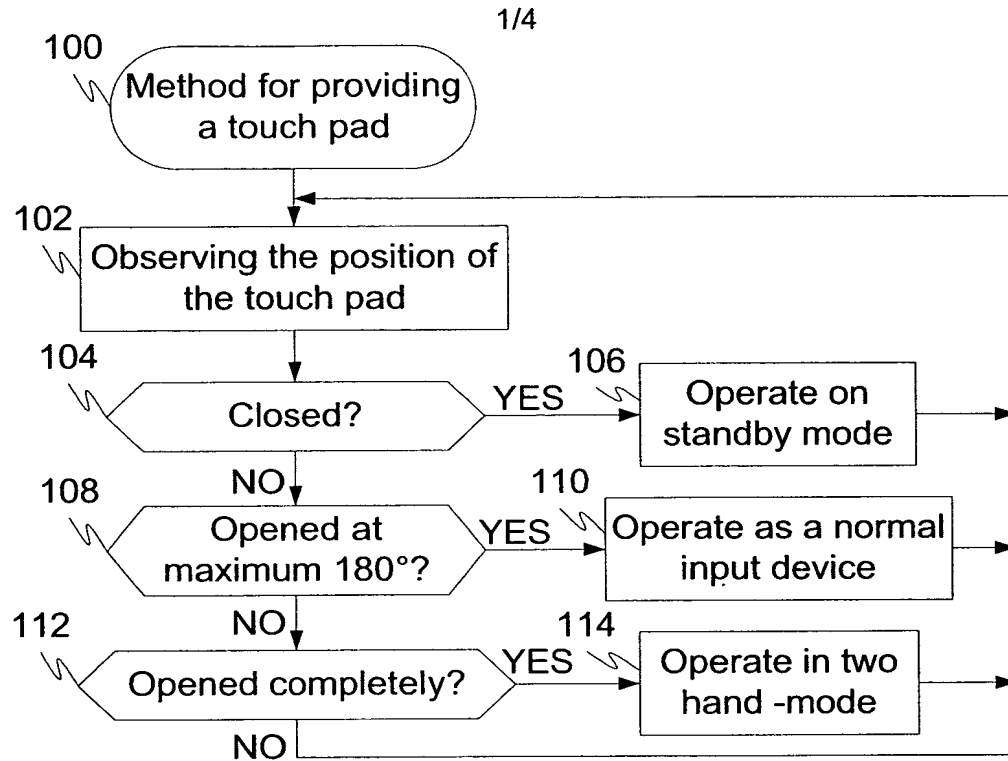 1/4
100
Method for providing
a touch pad
102
Observing the position of
the touch pad
104
Closed?
YES
106
Operate on
standby mode
NO
108
Opened at
maximum 180°?
YES
110
Operate as a normal
input device
NO
112
Opened completely?
YES
114
Operate in two
hand -mode
NO